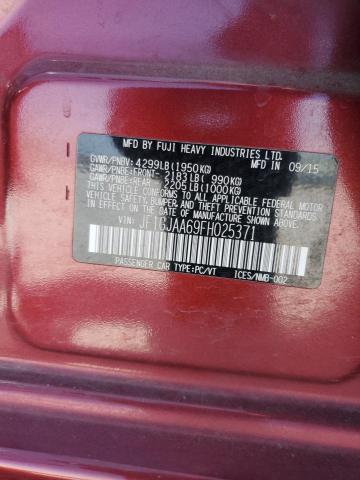 MFD BY FUJI HEAVY INDUSTRIES LTD.
GVWR/PNBV: 4299LB(1950KG) MFD IN 09/15
GAWR/PNBE:FRONT- 2183LB( 990KG)
GAWR/PNBE:REAR- 2205LB(1000KG)
THIS VEHICLE CONFORMS TO ALL APPLICABLE FEDERAL MOTOR
VEHICLE SAFETY, BUMPER AND THEFT PREVENTION STANDARDS
IN EFFECT ON THE DATE OF MANUFACTURE SHOWN ABOVE.
VIN: JF1GJAA69FH025371
PASSENGER CAR TYPE:PC/VT ICES/NMB-002